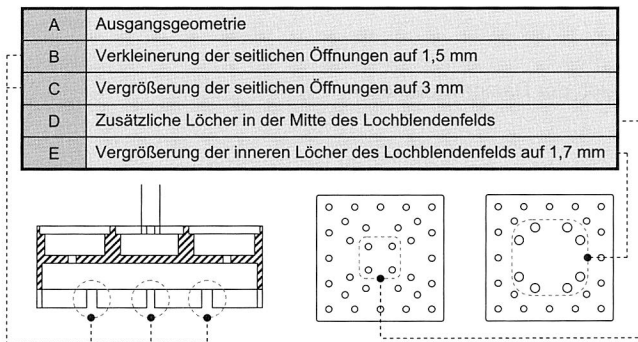 A Ausgangsgeometrie
B Verkleinerung der seitlichen Öffnungen auf 1,5 mm
C Vergrößerung der seitlichen Öffnungen auf 3 mm
D Zusätzliche Löcher in der Mitte des Lochblendenfelds
E Vergrößerung der inneren Löcher des Lochblendenfelds auf 1,7 mm